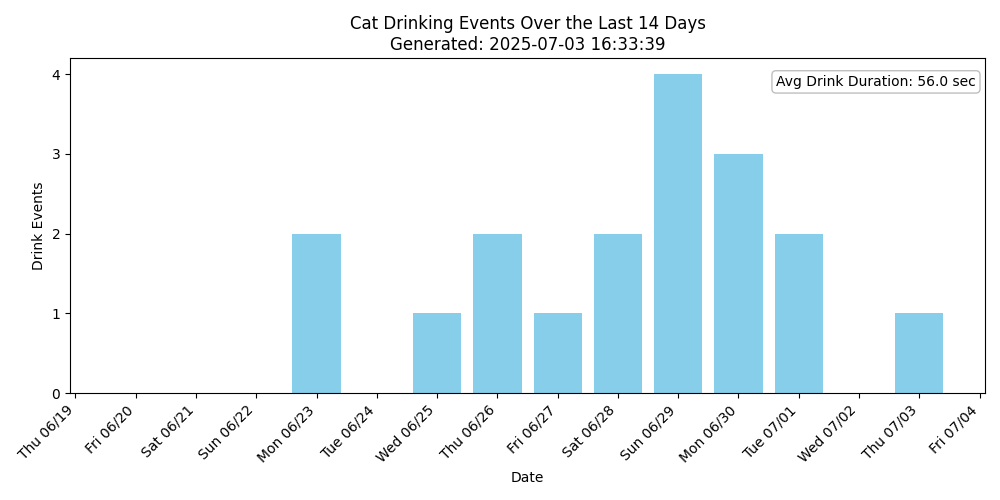 Cat Drinking Events Over the Last 14 Days
Generated: 2025-07-03 16:33:39
Avg Drink Duration: 56.0 sec
Drink Events
4
3
2
1
0
Thu 06/19
Fri 06/20
Sat 06/21
Sun 06/22
Mon 06/23
Tue 06/24
Wed 06/25
Thu 06/26
Fri 06/27
Sat 06/28
Sun 06/29
Mon 06/30
Tue 07/01
Wed 07/02
Thu 07/03
Fri 07/04
Date